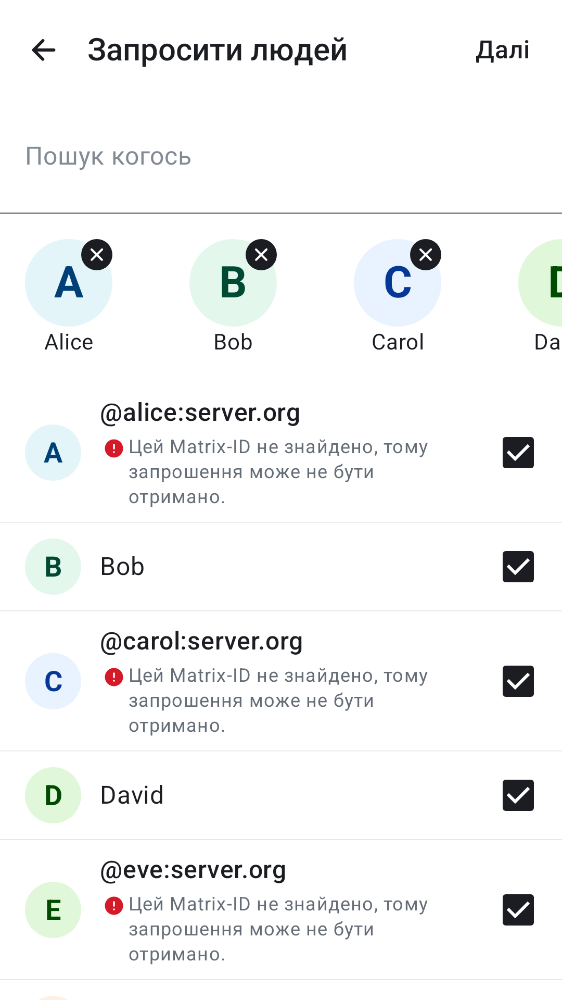 Запросити людей
Далі
Пошук когось
A
B
C
Alice
Bob
Carol
Da
A
@alice:server.org
Цей Matrix-ID не знайдено, тому
запрошення може не бути
отримано.
B
Bob
C
@carol:server.org
Цей Matrix-ID не знайдено, тому
запрошення може не бути
отримано.
D
David
E
@eve:server.org
Цей Matrix-ID не знайдено, тому
запрошення може не бути
отримано.